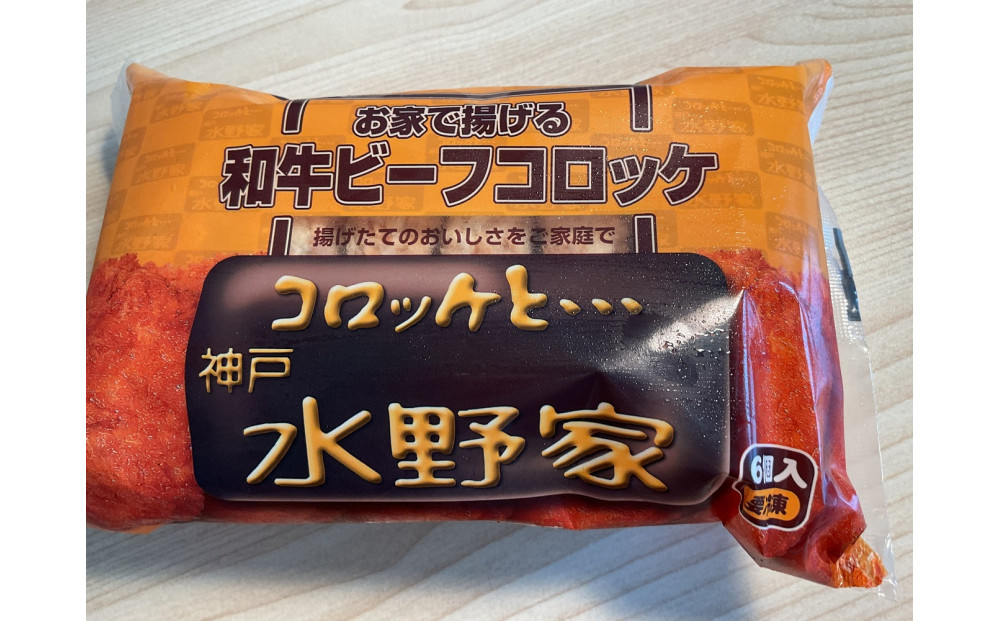 お家で揚げる
和牛ビーフコロッケ
揚げたてのおいしさをご家庭で
コロッケと・・・
神戸
水野家
6個入
要冷凍